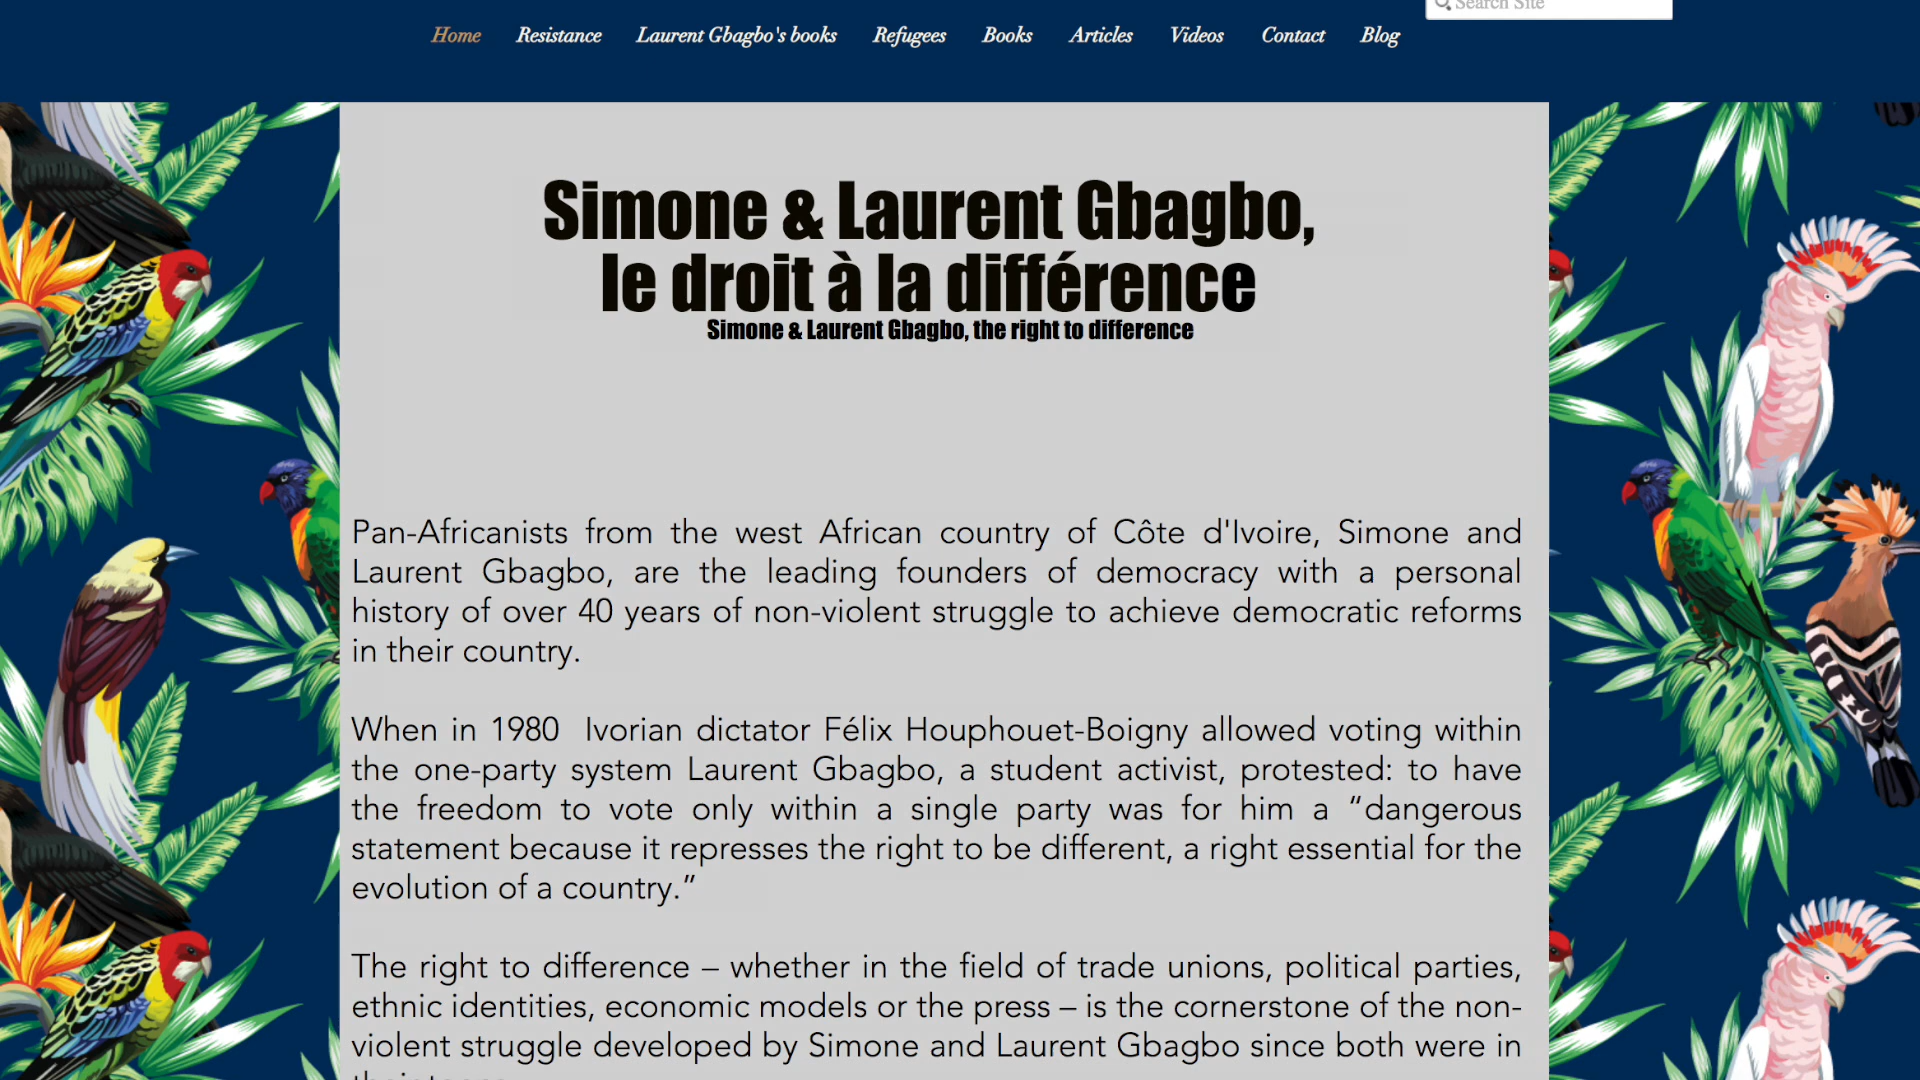 Search Site
Home Resistance Laurent Gbagbo's books Refugees Books Articles Videos Contact Blog
Simone & Laurent Gbagbo,
le droit à la différence
Simone & Laurent Gbagbo, the right to difference
Pan-Africanists from the west African country of Côte d'Ivoire, Simone and
Laurent Gbagbo, are the leading founders of democracy with a personal
history of over 40 years of non-violent struggle to achieve democratic reforms
in their country.
When in 1980 Ivorian dictator Félix Houphouet-Boigny allowed voting within
the one-party system Laurent Gbagbo, a student activist, protested: to have
the freedom to vote only within a single party was for him a “dangerous
statement because it represses the right to be different, a right essential for the
evolution of a country.”
The right to difference – whether in the field of trade unions, political parties,
ethnic identities, economic models or the press – is the cornerstone of the non-
violent struggle developed by Simone and Laurent Gbagbo since both were in